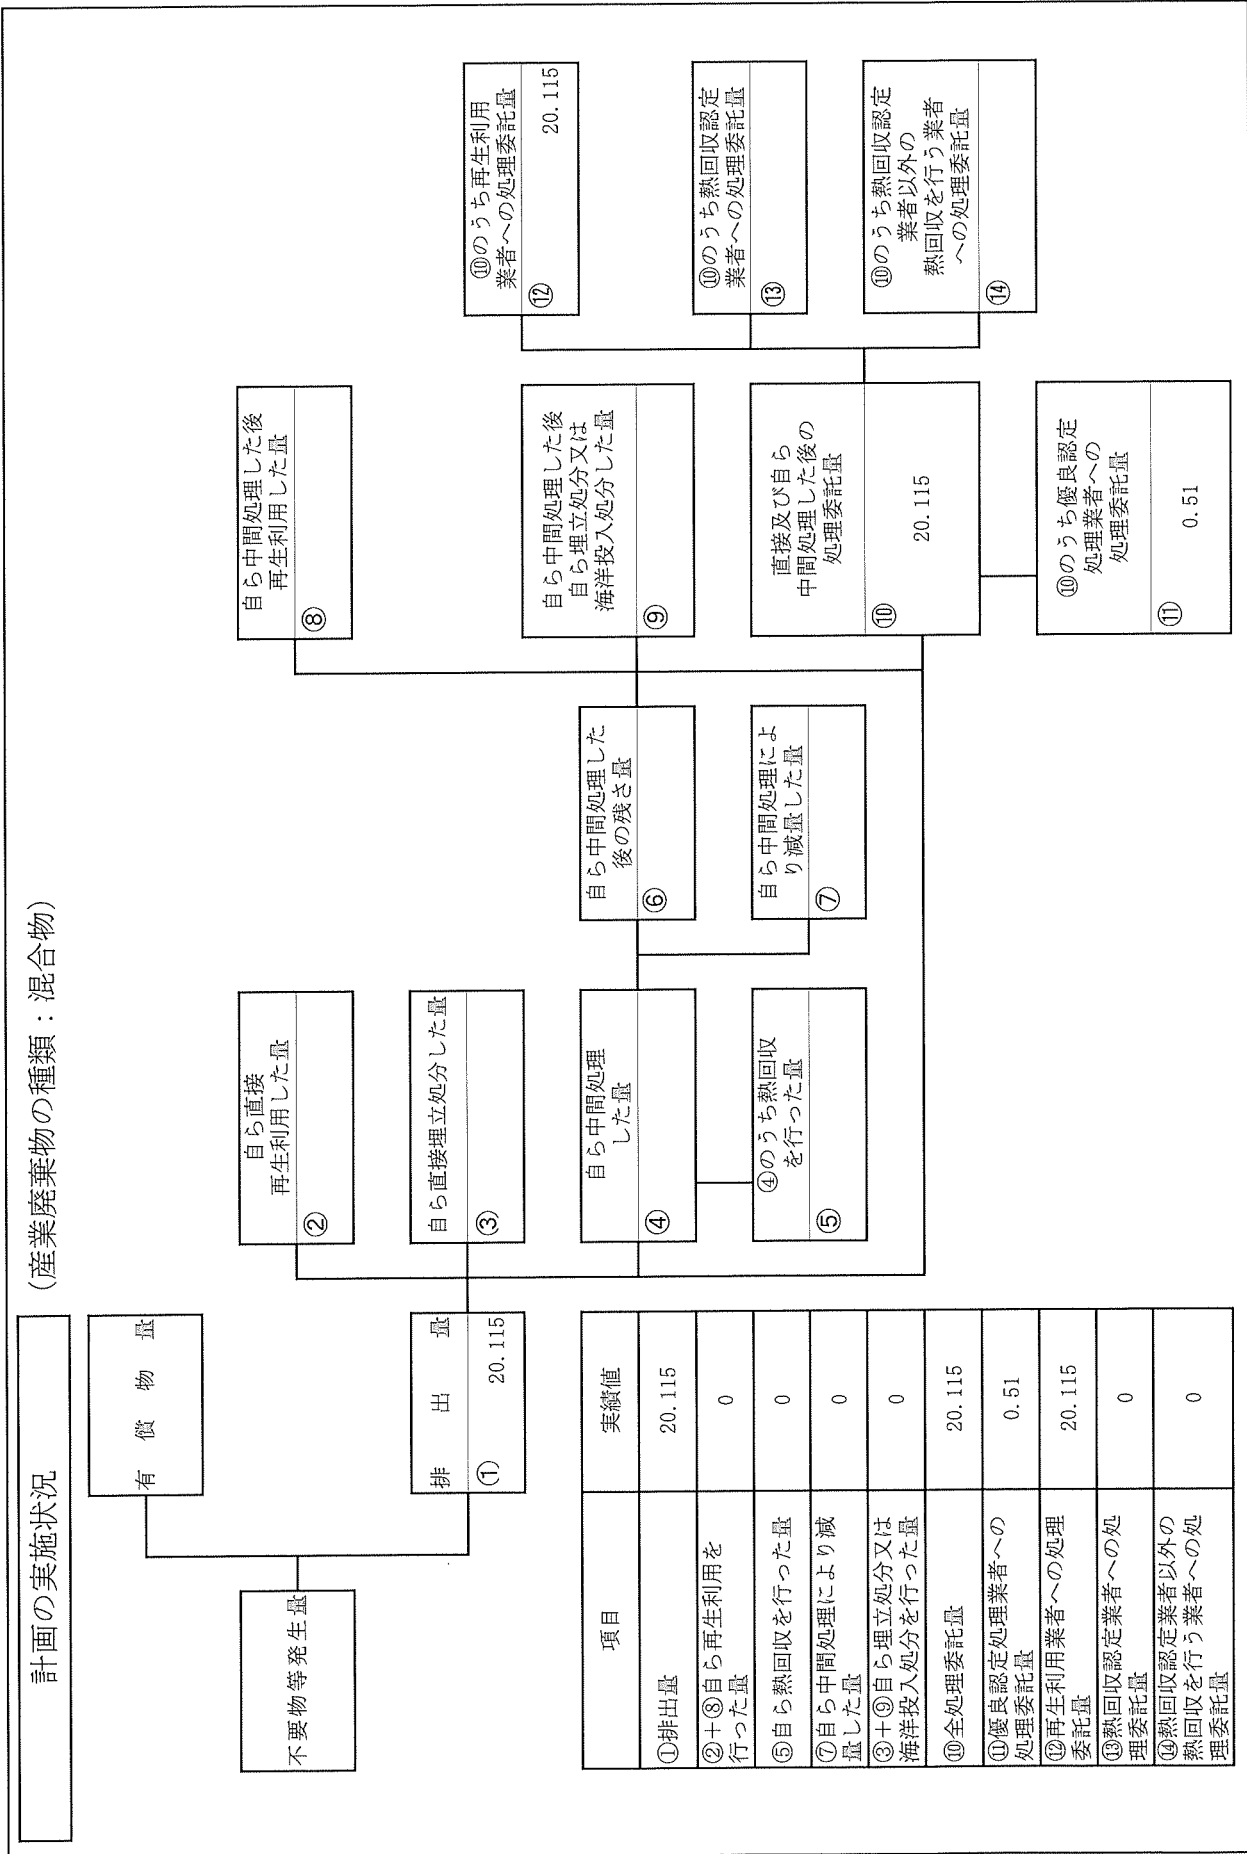 計画の実施状況
(産業廃棄物の種類:混合物)
不要物等発生量
有償物量
排出量
①
20.115
自ら直接
再生利用した量
②
自ら直接埋立処分した量
③
自ら中間処理
した量
④
④のうち熱回収
を行った量
⑤
自ら中間処理した
後の残さ量
⑥
自ら中間処理によ
り減量した量
⑦
自ら中間処理した後
再生利用した量
⑧
自ら中間処理した後
自ら埋立処分又は
海洋投入処分した量
⑨
直接及び自ら
中間処理した後の
処理委託量
⑩
20.115
⑩のうち優良認定
処理業者への
処理委託量
⑪
0.51
⑩のうち再生利用
業者への処理委託量
⑫
20.115
⑩のうち熱回収認定
業者への処理委託量
⑬
⑩のうち熱回収認定
業者以外の
熱回収を行う業者
への処理委託量
⑭
項目
実績値
①排出量
20.115
②+⑧自ら再生利用を
行った量
0
⑤自ら熱回収を行った量
0
⑦自ら中間処理により減
量した量
0
③+⑨自ら埋立処分又は
海洋投入処分を行った量
0
⑩全処理委託量
20.115
⑪優良認定処理業者への
処理委託量
0.51
⑫再生利用業者への処理
委託量
20.115
⑬熱回収認定業者への処
理委託量
0
⑭熱回収認定業者以外の
熱回収を行う業者への処
理委託量
0